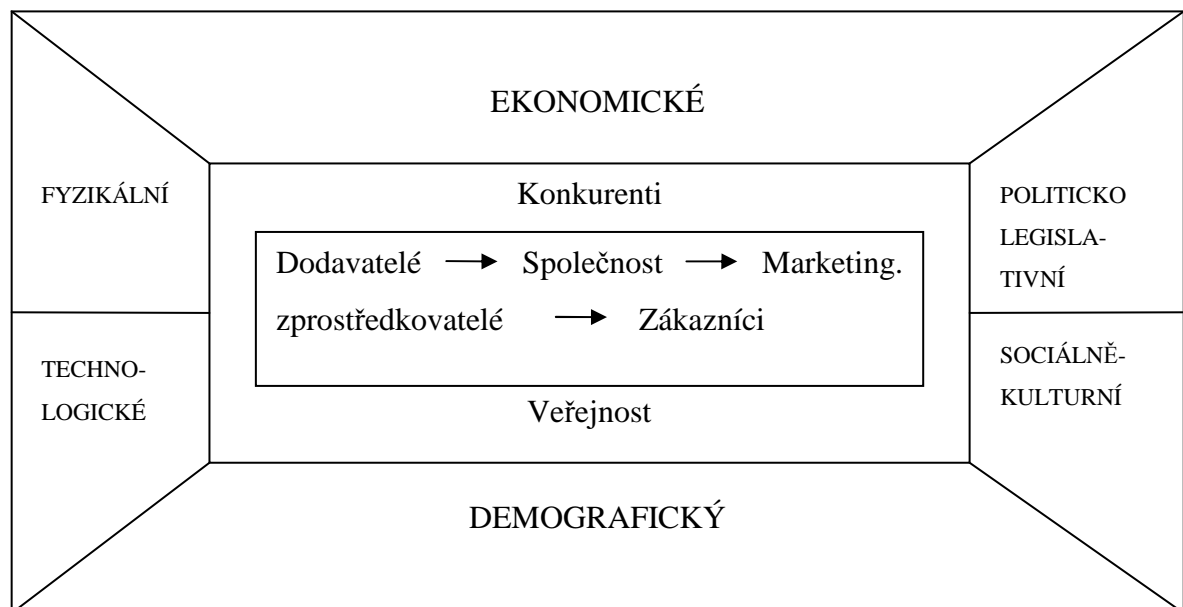 EKONOMICKÉ
FYZIKÁLNÍ
Konkurenti
POLITICKO
LEGISLA-
TIVNÍ
Dodavatelé → Společnost → Marketing.
zprostředkovatelé → Zákazníci
TECHNO-
LOGICKÉ
SOCIÁLNĚ-
KULTURNÍ
Veřejnost
DEMOGRAFICKÝ